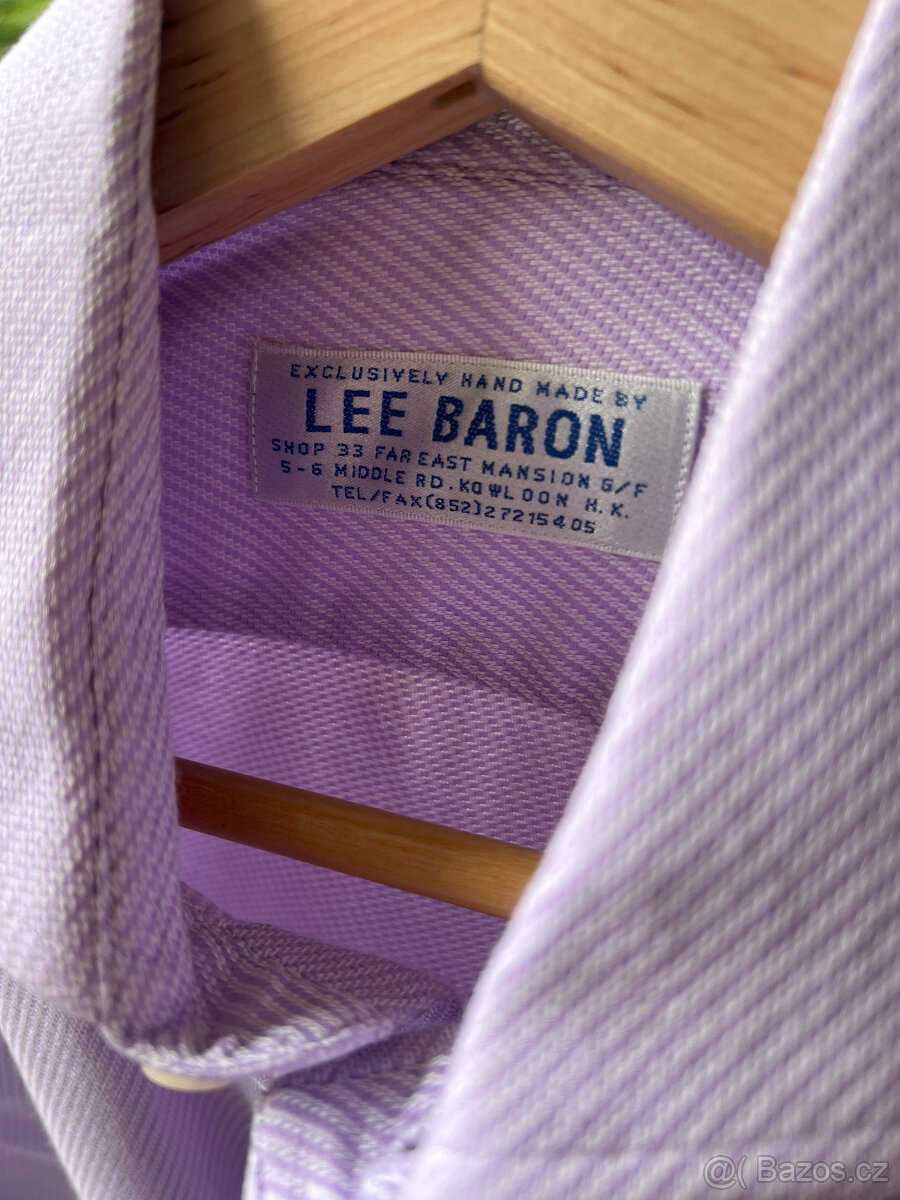 EXCLUSIVELY HAND MADE BY
LEE BARON
SHOP 33 FAR EAST MANSION G/F
5-6 MIDDLE RD. KOWLOON H.K.
TEL/FAX(852)27215405
@( Bazos.cz